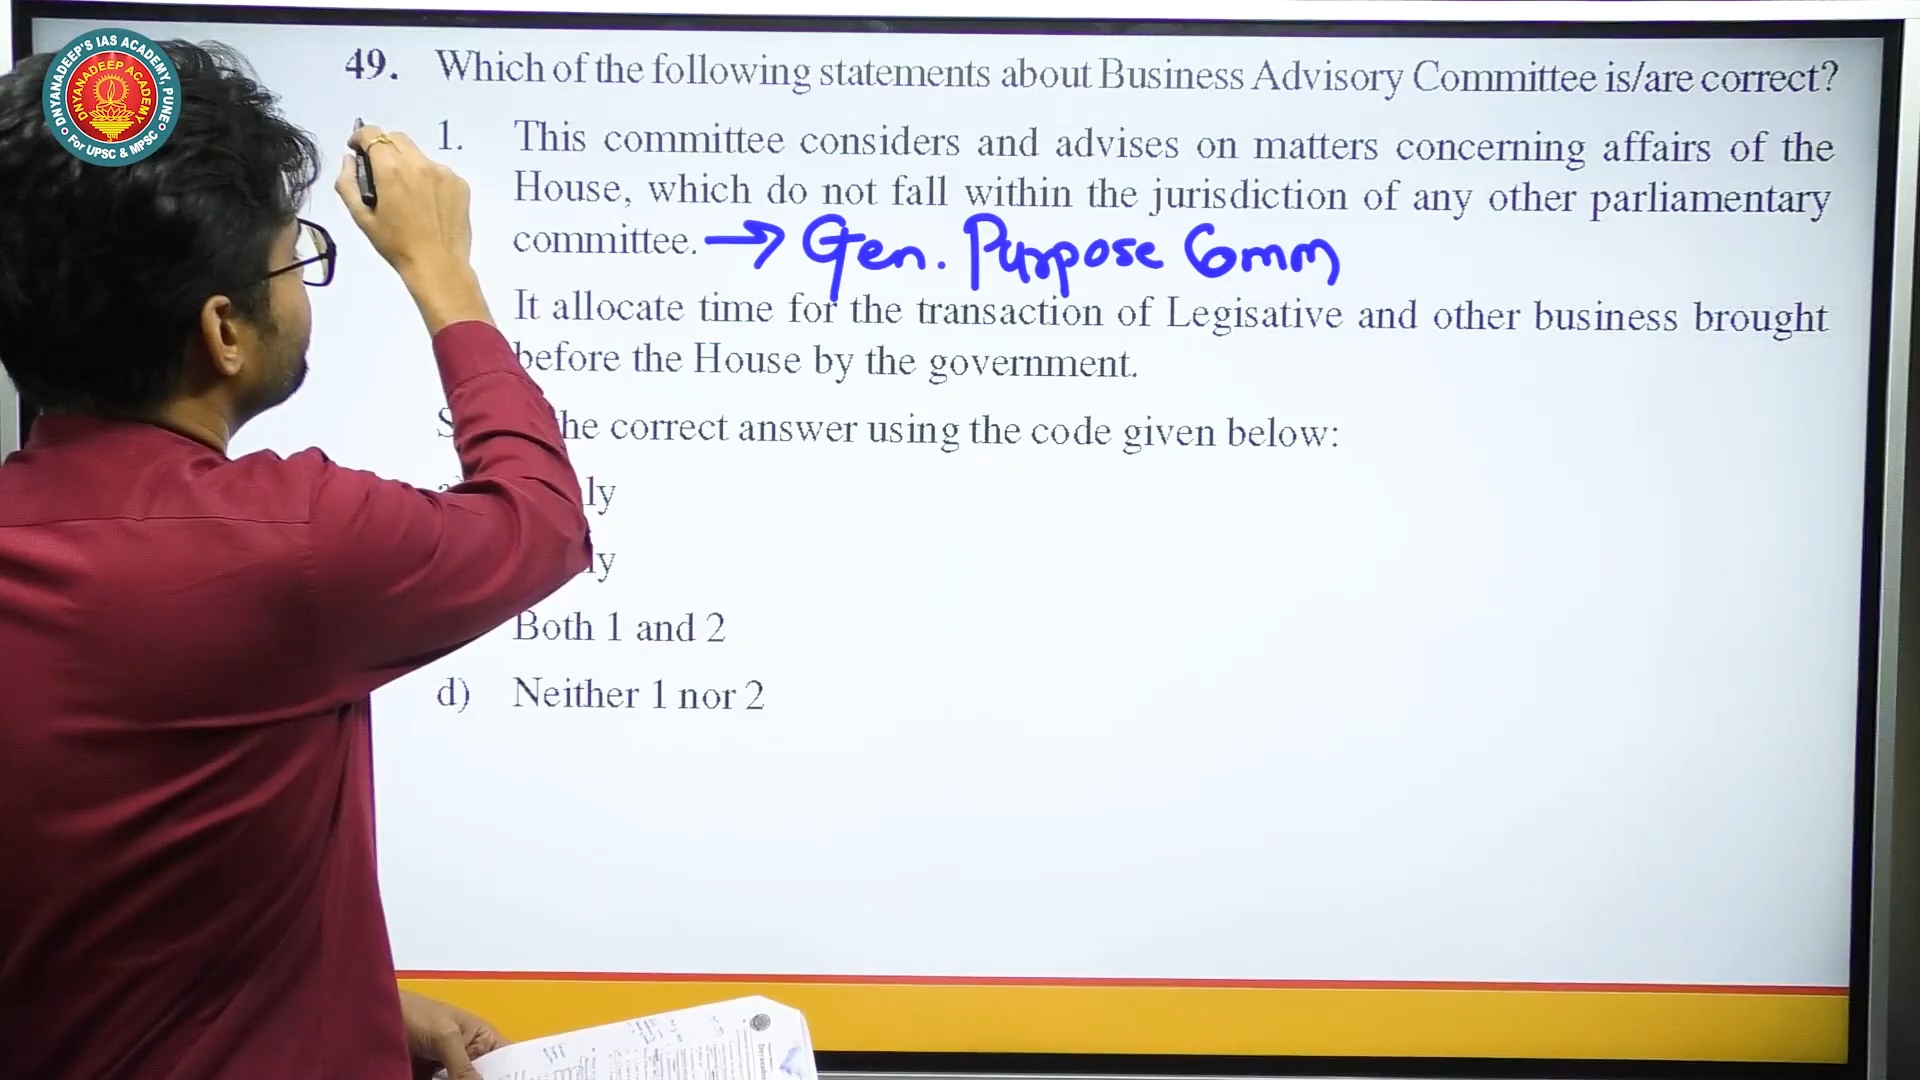 DNYANADEEP'S IAS ACADEMY, PUNE
DNYANADEEP ACADEMY
For UPSC & MPSC
49. Which of the following statements about Business Advisory Committee is/are correct?
1. This committee considers and advises on matters concerning affairs of the
House, which do not fall within the jurisdiction of any other parliamentary
committee. → Gen. Purpose Comm
It allocate time for the transaction of Legisative and other business brought
before the House by the government.
the correct answer using the code given below:
Both 1 and 2
d) Neither 1 nor 2